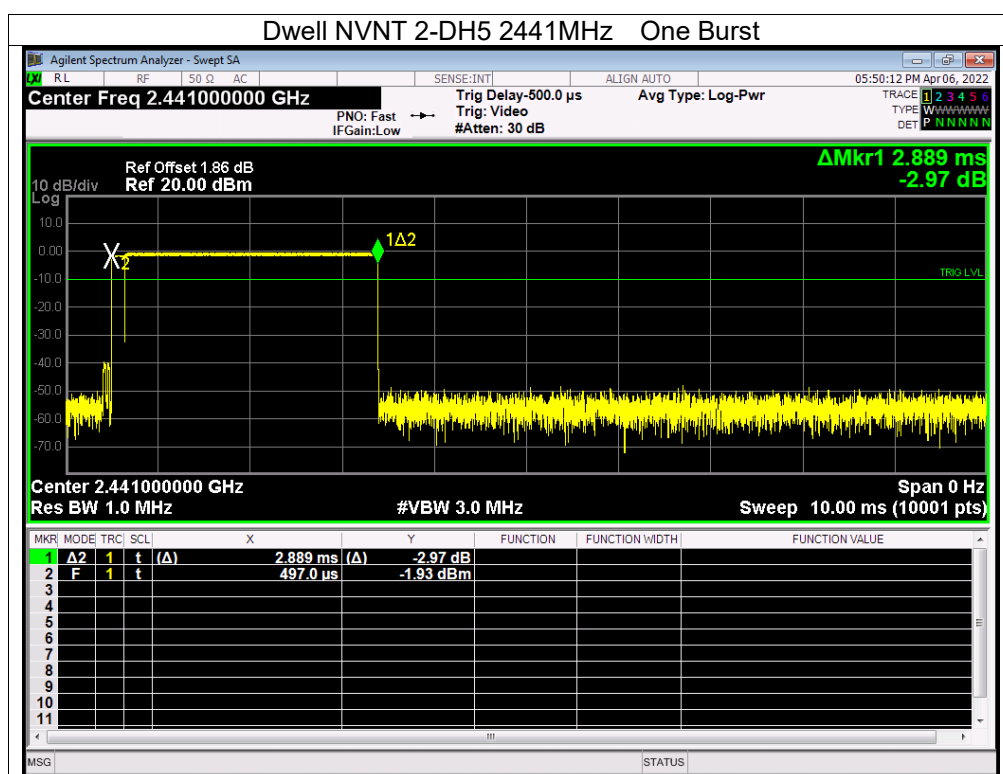 Dwell NVNT 2-DH5 2441MHz One Burst
Agilent Spectrum Analyzer - Swept SA
LXI RL RF 50 Ω AC SENSE:INT ALIGN AUTO 05:50:12 PM Apr 06, 2022
Center Freq 2.441000000 GHz Trig Delay-500.0 µs Avg Type: Log-Pwr TRACE 1 2 3 4 5 6
PNO: Fast Trig: Video TYPE WWWWWW
IFGain:Low #Atten: 30 dB DET P N N N N N
ΔMkr1 2.889 ms
Ref Offset 1.86 dB
10 dB/div Ref 20.00 dBm -2.97 dB
Log
10.0
0.00
-10.0
-20.0
-30.0
-40.0
-50.0
-60.0
-70.0
1Δ2
2
TRIG LVL
Center 2.441000000 GHz Span 0 Hz
Res BW 1.0 MHz #VBW 3.0 MHz Sweep 10.00 ms (10001 pts)
MKR MODE TRC SCL X Y FUNCTION FUNCTION WIDTH FUNCTION VALUE
1 Δ2 1 t (Δ) 2.889 ms (Δ) -2.97 dB
2 F 1 t 497.0 µs -1.93 dBm
3
4
5
6
7
8
9
10
11
MSG STATUS